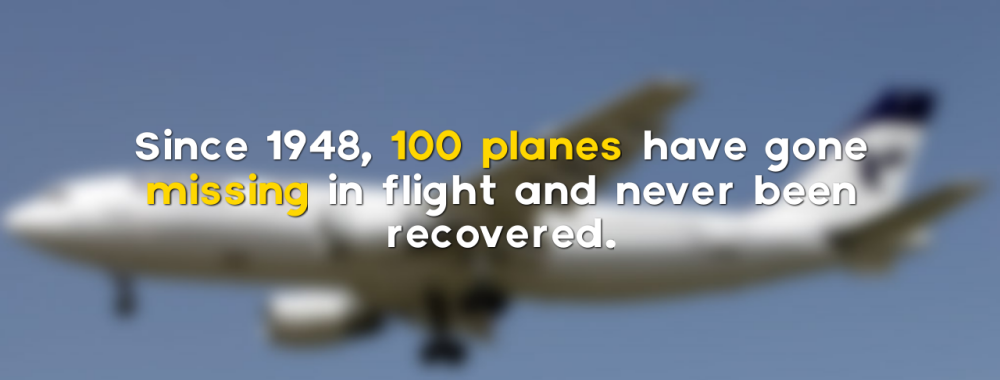 Since 1948, 100 planes have gone
missing in flight and never been
recovered.